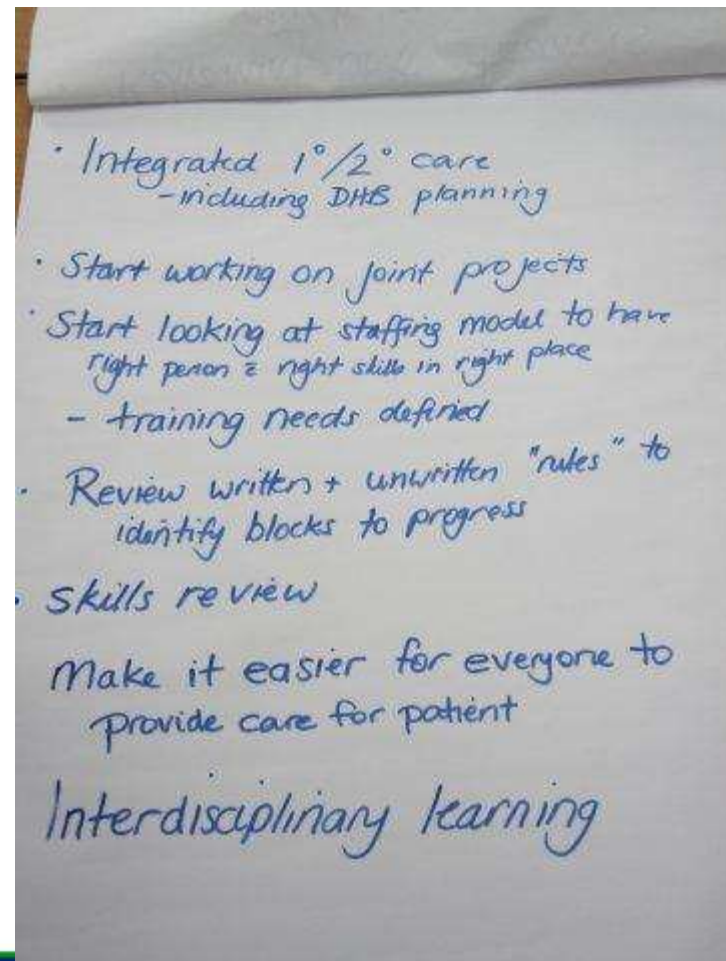 · Integrated 1°/2° care
- including DHB planning
· Start working on joint projects
· Start looking at staffing model to have
right person c̄ right skills in right place
- training needs defined
· Review written + unwritten "rules" to
identify blocks to progress
· Skills review
Make it easier for everyone to
provide care for patient
Interdisciplinary learning